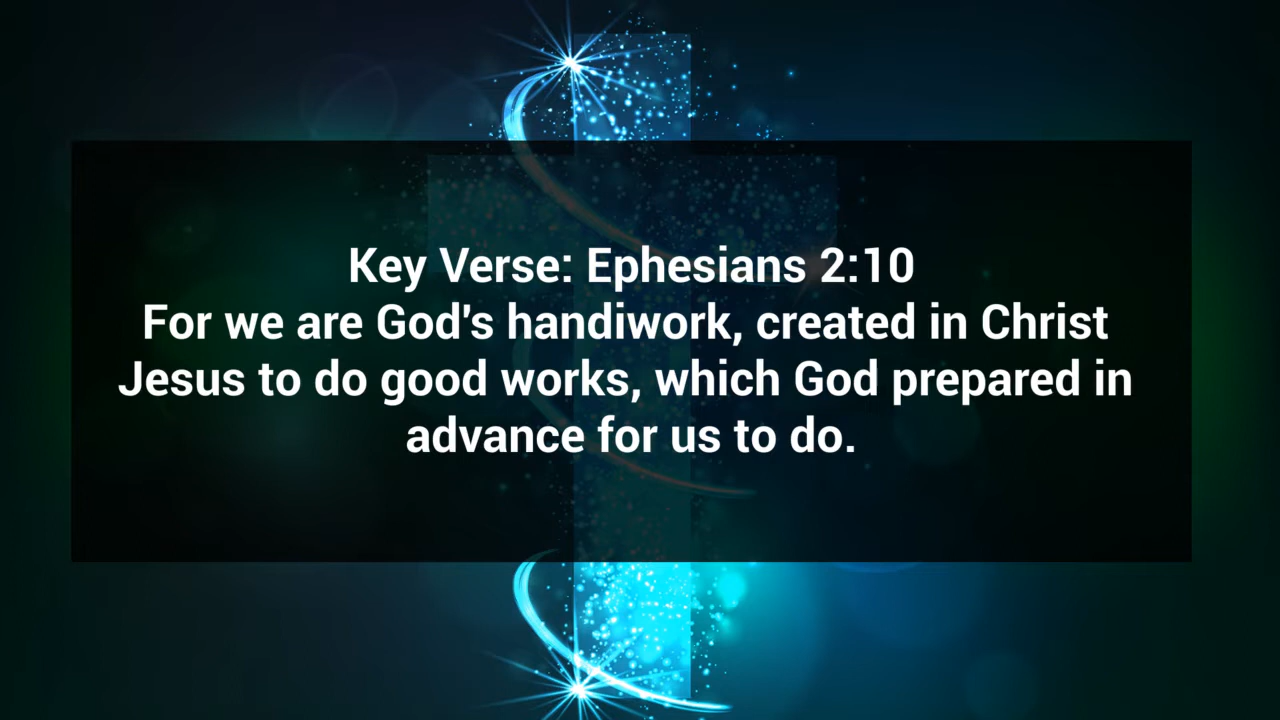 Key Verse: Ephesians 2:10
For we are God's handiwork, created in Christ
Jesus to do good works, which God prepared in
advance for us to do.